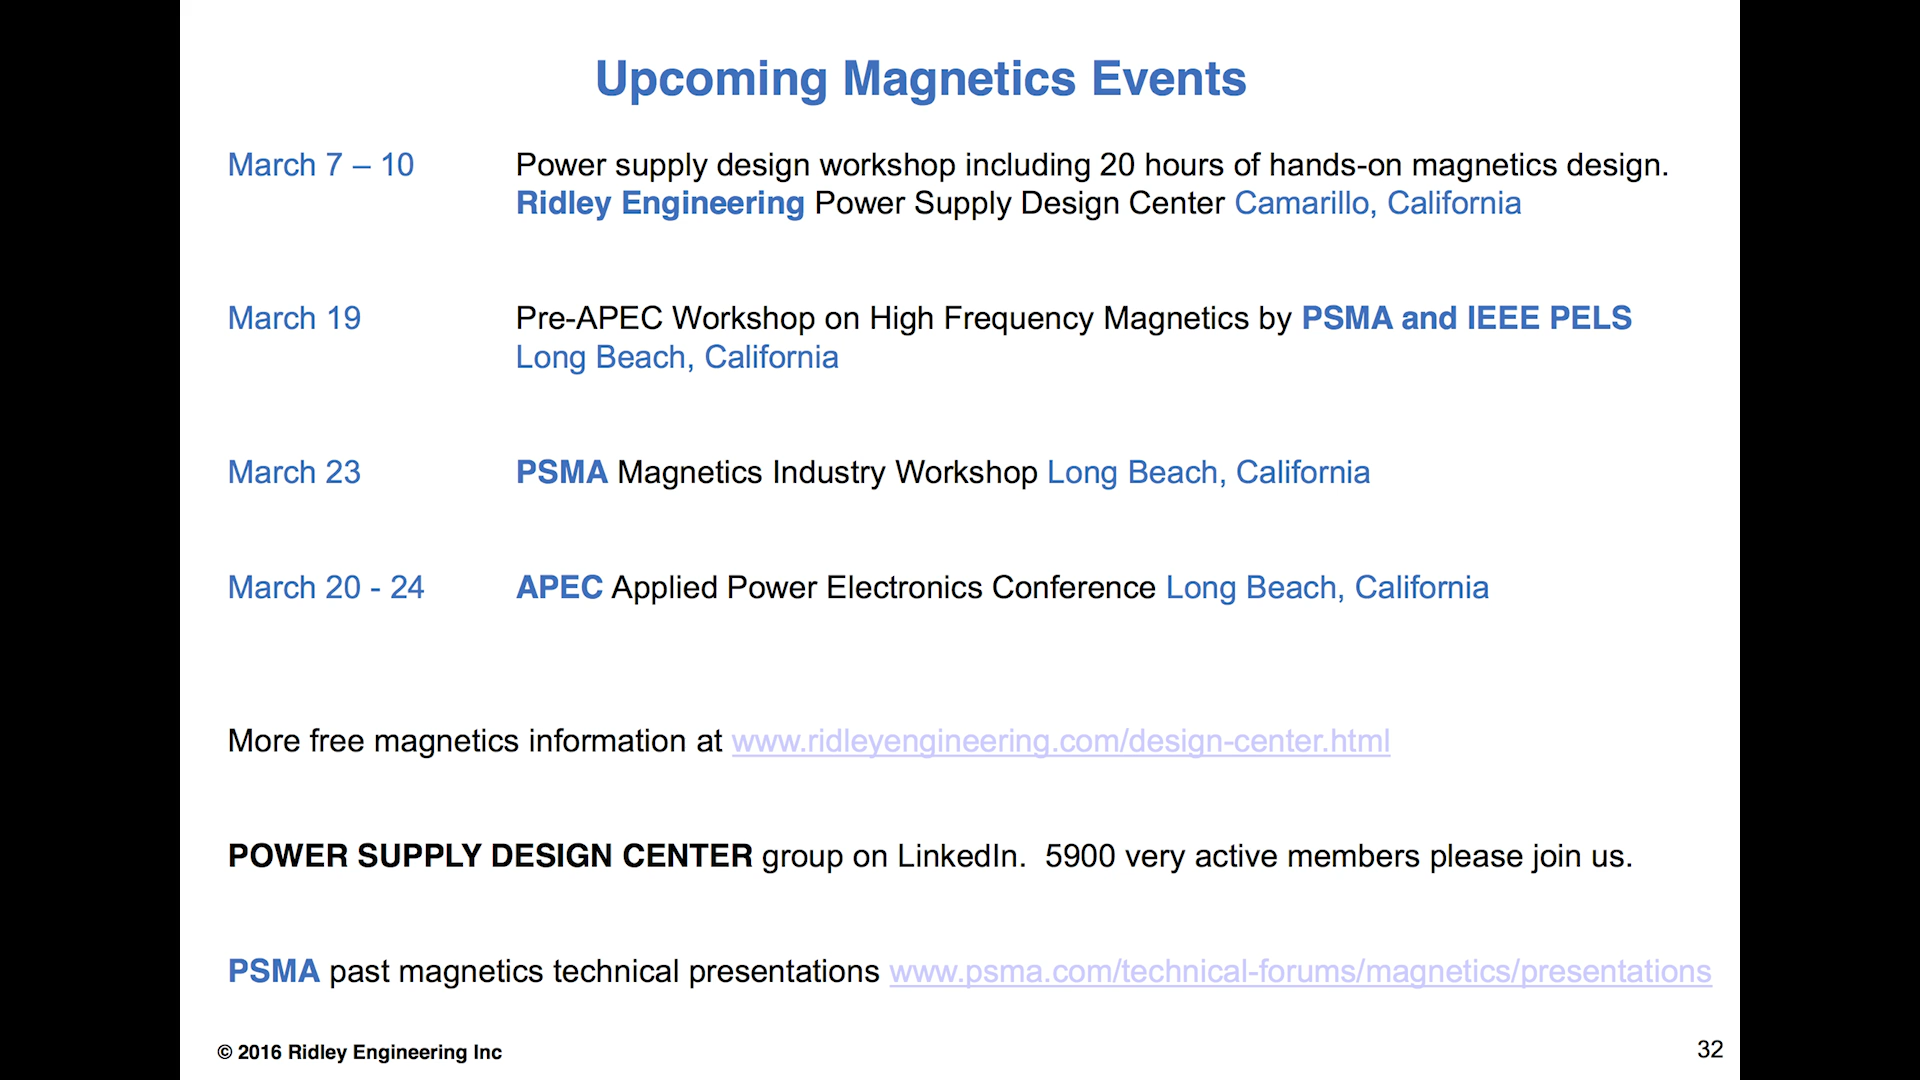 Upcoming Magnetics Events
March 7 – 10 Power supply design workshop including 20 hours of hands-on magnetics design.
Ridley Engineering Power Supply Design Center Camarillo, California
March 19 Pre-APEC Workshop on High Frequency Magnetics by PSMA and IEEE PELS
Long Beach, California
March 23 PSMA Magnetics Industry Workshop Long Beach, California
March 20 - 24 APEC Applied Power Electronics Conference Long Beach, California
More free magnetics information at www.ridleyengineering.com/design-center.html
POWER SUPPLY DESIGN CENTER group on LinkedIn.  5900 very active members please join us.
PSMA past magnetics technical presentations www.psma.com/technical-forums/magnetics/presentations
© 2016 Ridley Engineering Inc
32